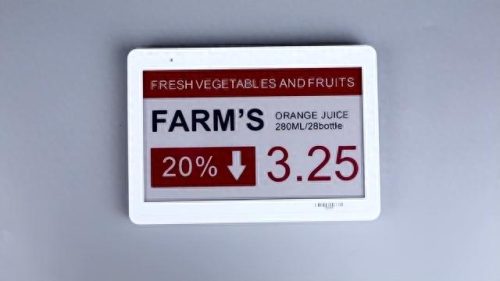 FRESH VEGETABLES AND FRUITS
FARM'S
ORANGE JUICE
280ML/28bottle
20%
3.25